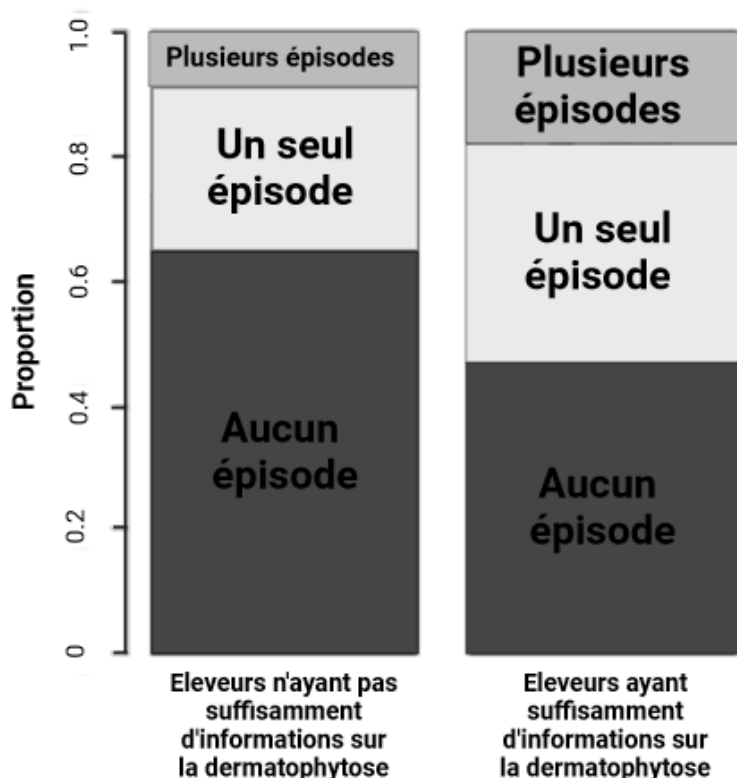 Proportion
1.0
0.8
0.6
0.4
0.2
0
Plusieurs épisodes
Un seul
épisode
Aucun
épisode
Plusieurs
épisodes
Un seul
épisode
Aucun
épisode
Eleveurs n'ayant pas
suffisamment
d'informations sur
la dermatophytose
Eleveurs ayant
suffisamment
d'informations sur
la dermatophytose